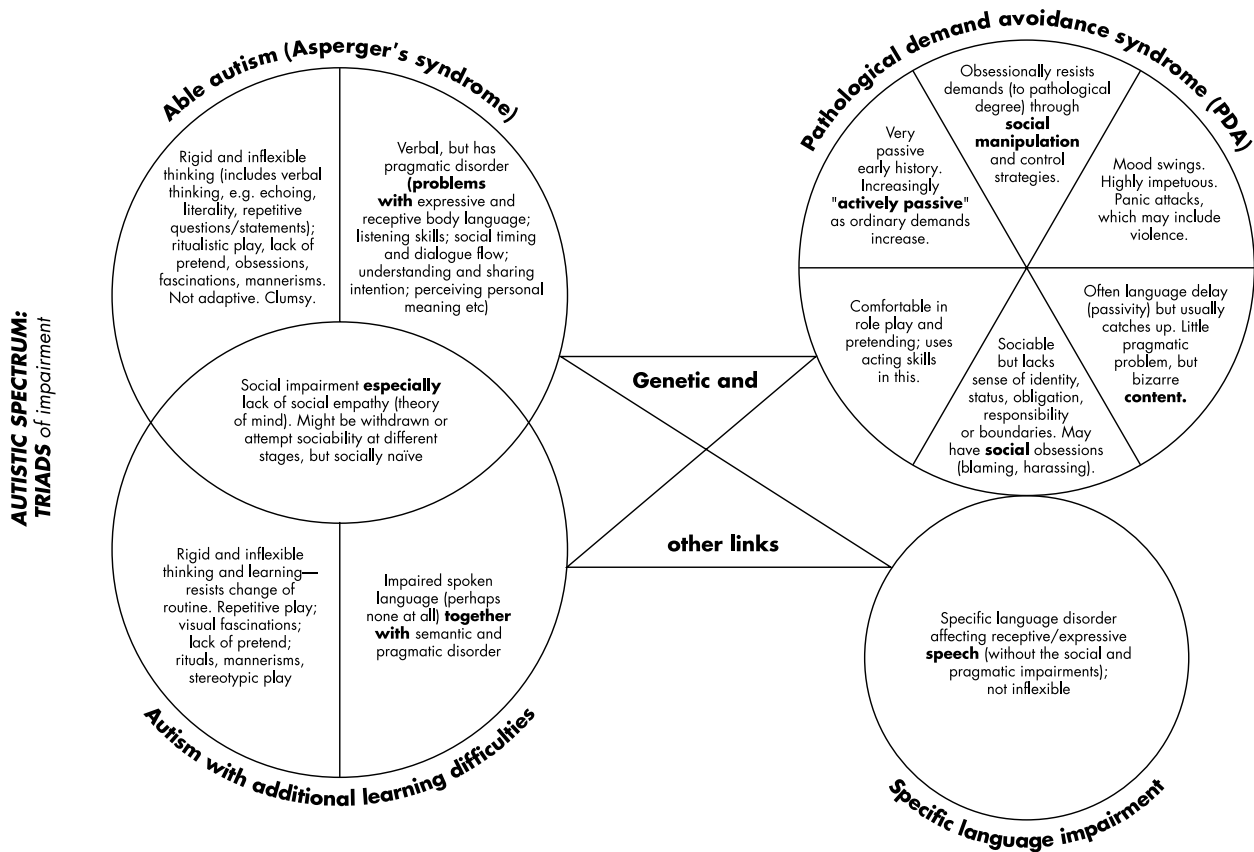 AUTISTIC SPECTRUM:
TRIADS of impairment
Able autism (Asperger's syndrome)
Rigid and inflexible
thinking (includes verbal
thinking, e.g. echoing,
literality, repetitive
questions/statements);
ritualistic play, lack of
pretend, obsessions,
fascinations, mannerisms.
Not adaptive. Clumsy.
Verbal, but has
pragmatic disorder
(problems
with expressive and
receptive body language;
listening skills; social timing
and dialogue flow;
understanding and sharing
intention; perceiving personal
meaning etc)
Social impairment especially
lack of social empathy (theory
of mind). Might be withdrawn or
attempt sociability at different
stages, but socially naïve
Rigid and inflexible
thinking and learning—
resists change of
routine. Repetitive play;
visual fascinations;
lack of pretend;
rituals, mannerisms,
stereotypic play
Impaired spoken
language (perhaps
none at all) together
with semantic and
pragmatic disorder
Autism with additional learning difficulties
Genetic and
other links
Pathological demand avoidance syndrome (PDA)
Very
passive
early history.
Increasingly
"actively passive"
as ordinary demands
increase.
Obsessionally resists
demands (to pathological
degree) through
social
manipulation
and control
strategies.
Mood swings.
Highly impetuous.
Panic attacks,
which may include
violence.
Comfortable in
role play and
pretending; uses
acting skills
in this.
Sociable
but lacks
sense of identity,
status, obligation,
responsibility
or boundaries. May
have social obsessions
(blaming, harassing).
Often language delay
(passivity) but usually
catches up. Little
pragmatic
problem, but
bizarre
content.
Specific language disorder
affecting receptive/expressive
speech (without the social and
pragmatic impairments);
not inflexible
Specific language impairment